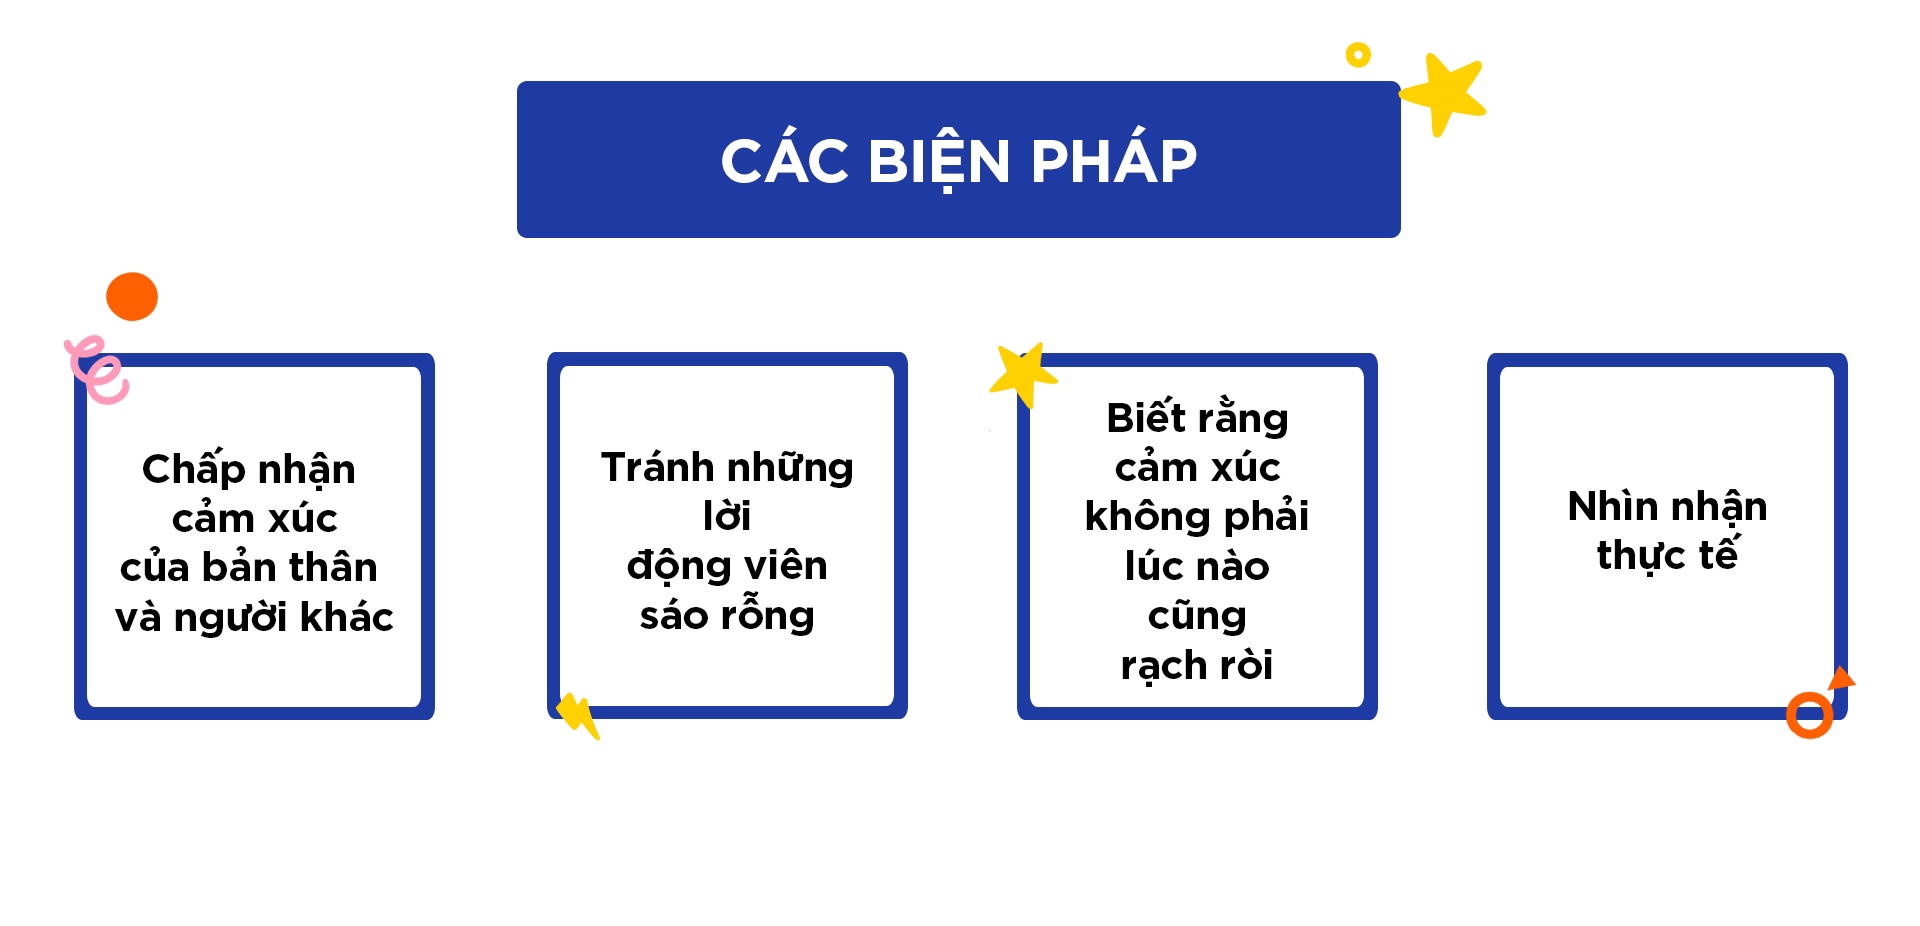 CÁC BIỆN PHÁP
Chấp nhận
cảm xúc
của bản thân
và người khác
Tránh những
lời
động viên
sáo rỗng
Biết rằng
cảm xúc
không phải
lúc nào
cũng
rạch ròi
Nhìn nhận
thực tế